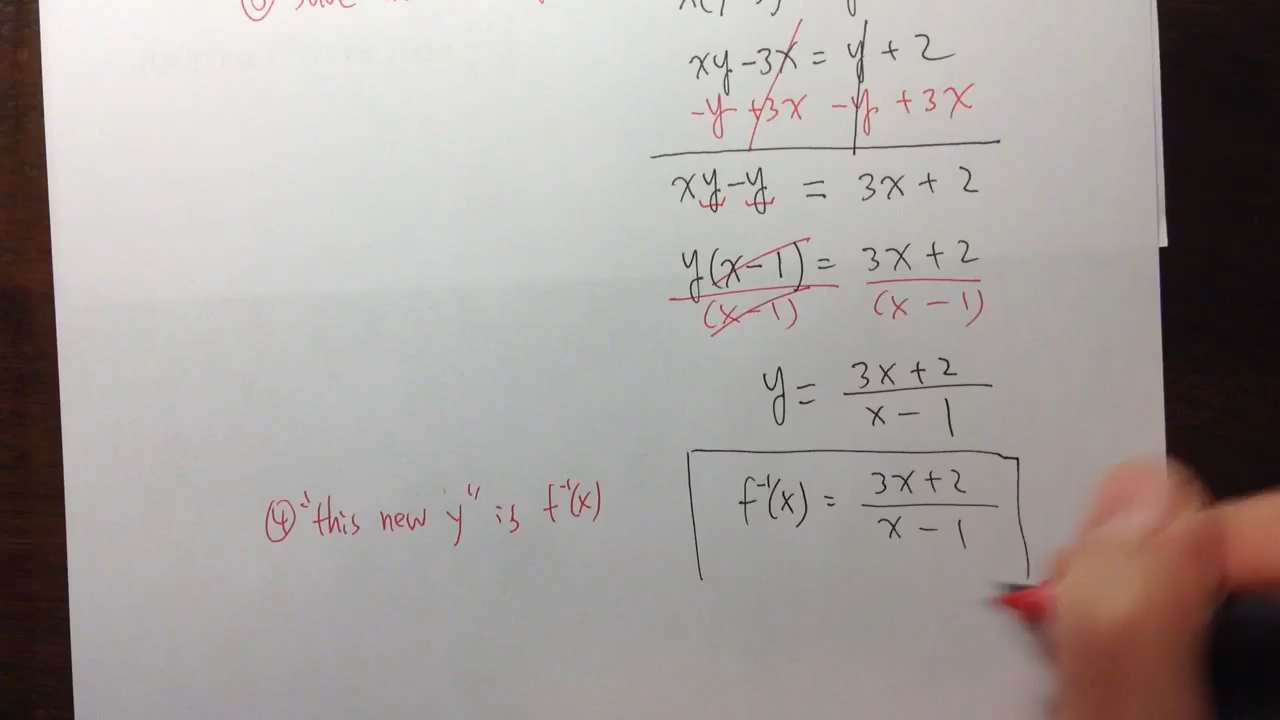 xy - 3x = y + 2
-y + 3x -y + 3x
xy - y = 3x + 2
y(x - 1) = 3x + 2
(x - 1) (x - 1)
y = 3x + 2
x - 1
④ "this new y" is f⁻¹(x)
f⁻¹(x) = 3x + 2
x - 1